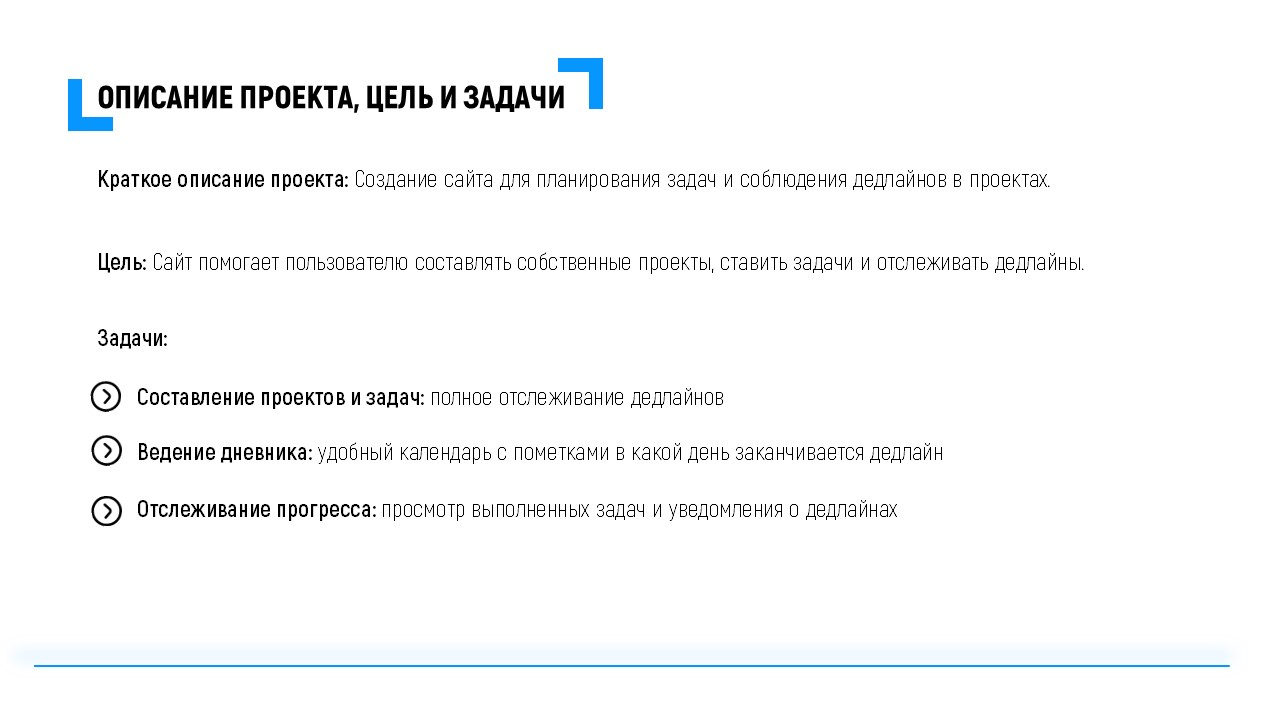 ОПИСАНИЕ ПРОЕКТА, ЦЕЛЬ И ЗАДАЧИ
Краткое описание проекта: Создание сайта для планирования задач и соблюдения дедлайнов в проектах.
Цель: Сайт помогает пользователю составлять собственные проекты, ставить задачи и отслеживать дедлайны.
Задачи:
Составление проектов и задач: полное отслеживание дедлайнов
Ведение дневника: удобный календарь с пометками в какой день заканчивается дедлайн
Отслеживание прогресса: просмотр выполненных задач и уведомления о дедлайнах